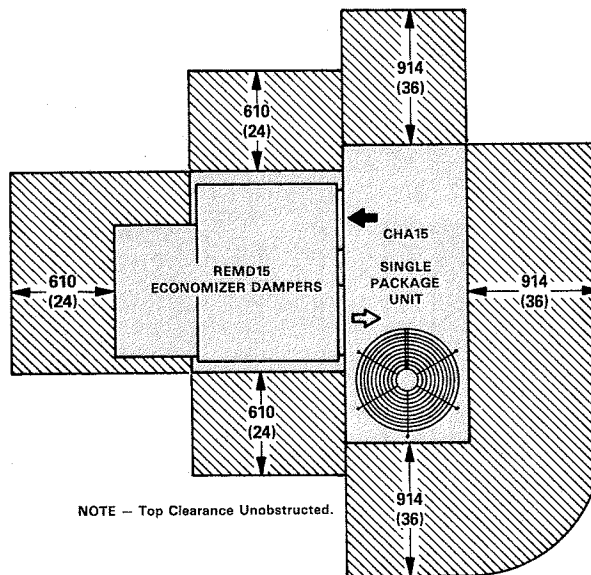 914
(36)
610
(24)
CHA15
SINGLE
PACKAGE
UNIT
REMD15
ECONOMIZER DAMPERS
610
(24)
914
(36)
610
(24)
914
(36)
NOTE — Top Clearance Unobstructed.